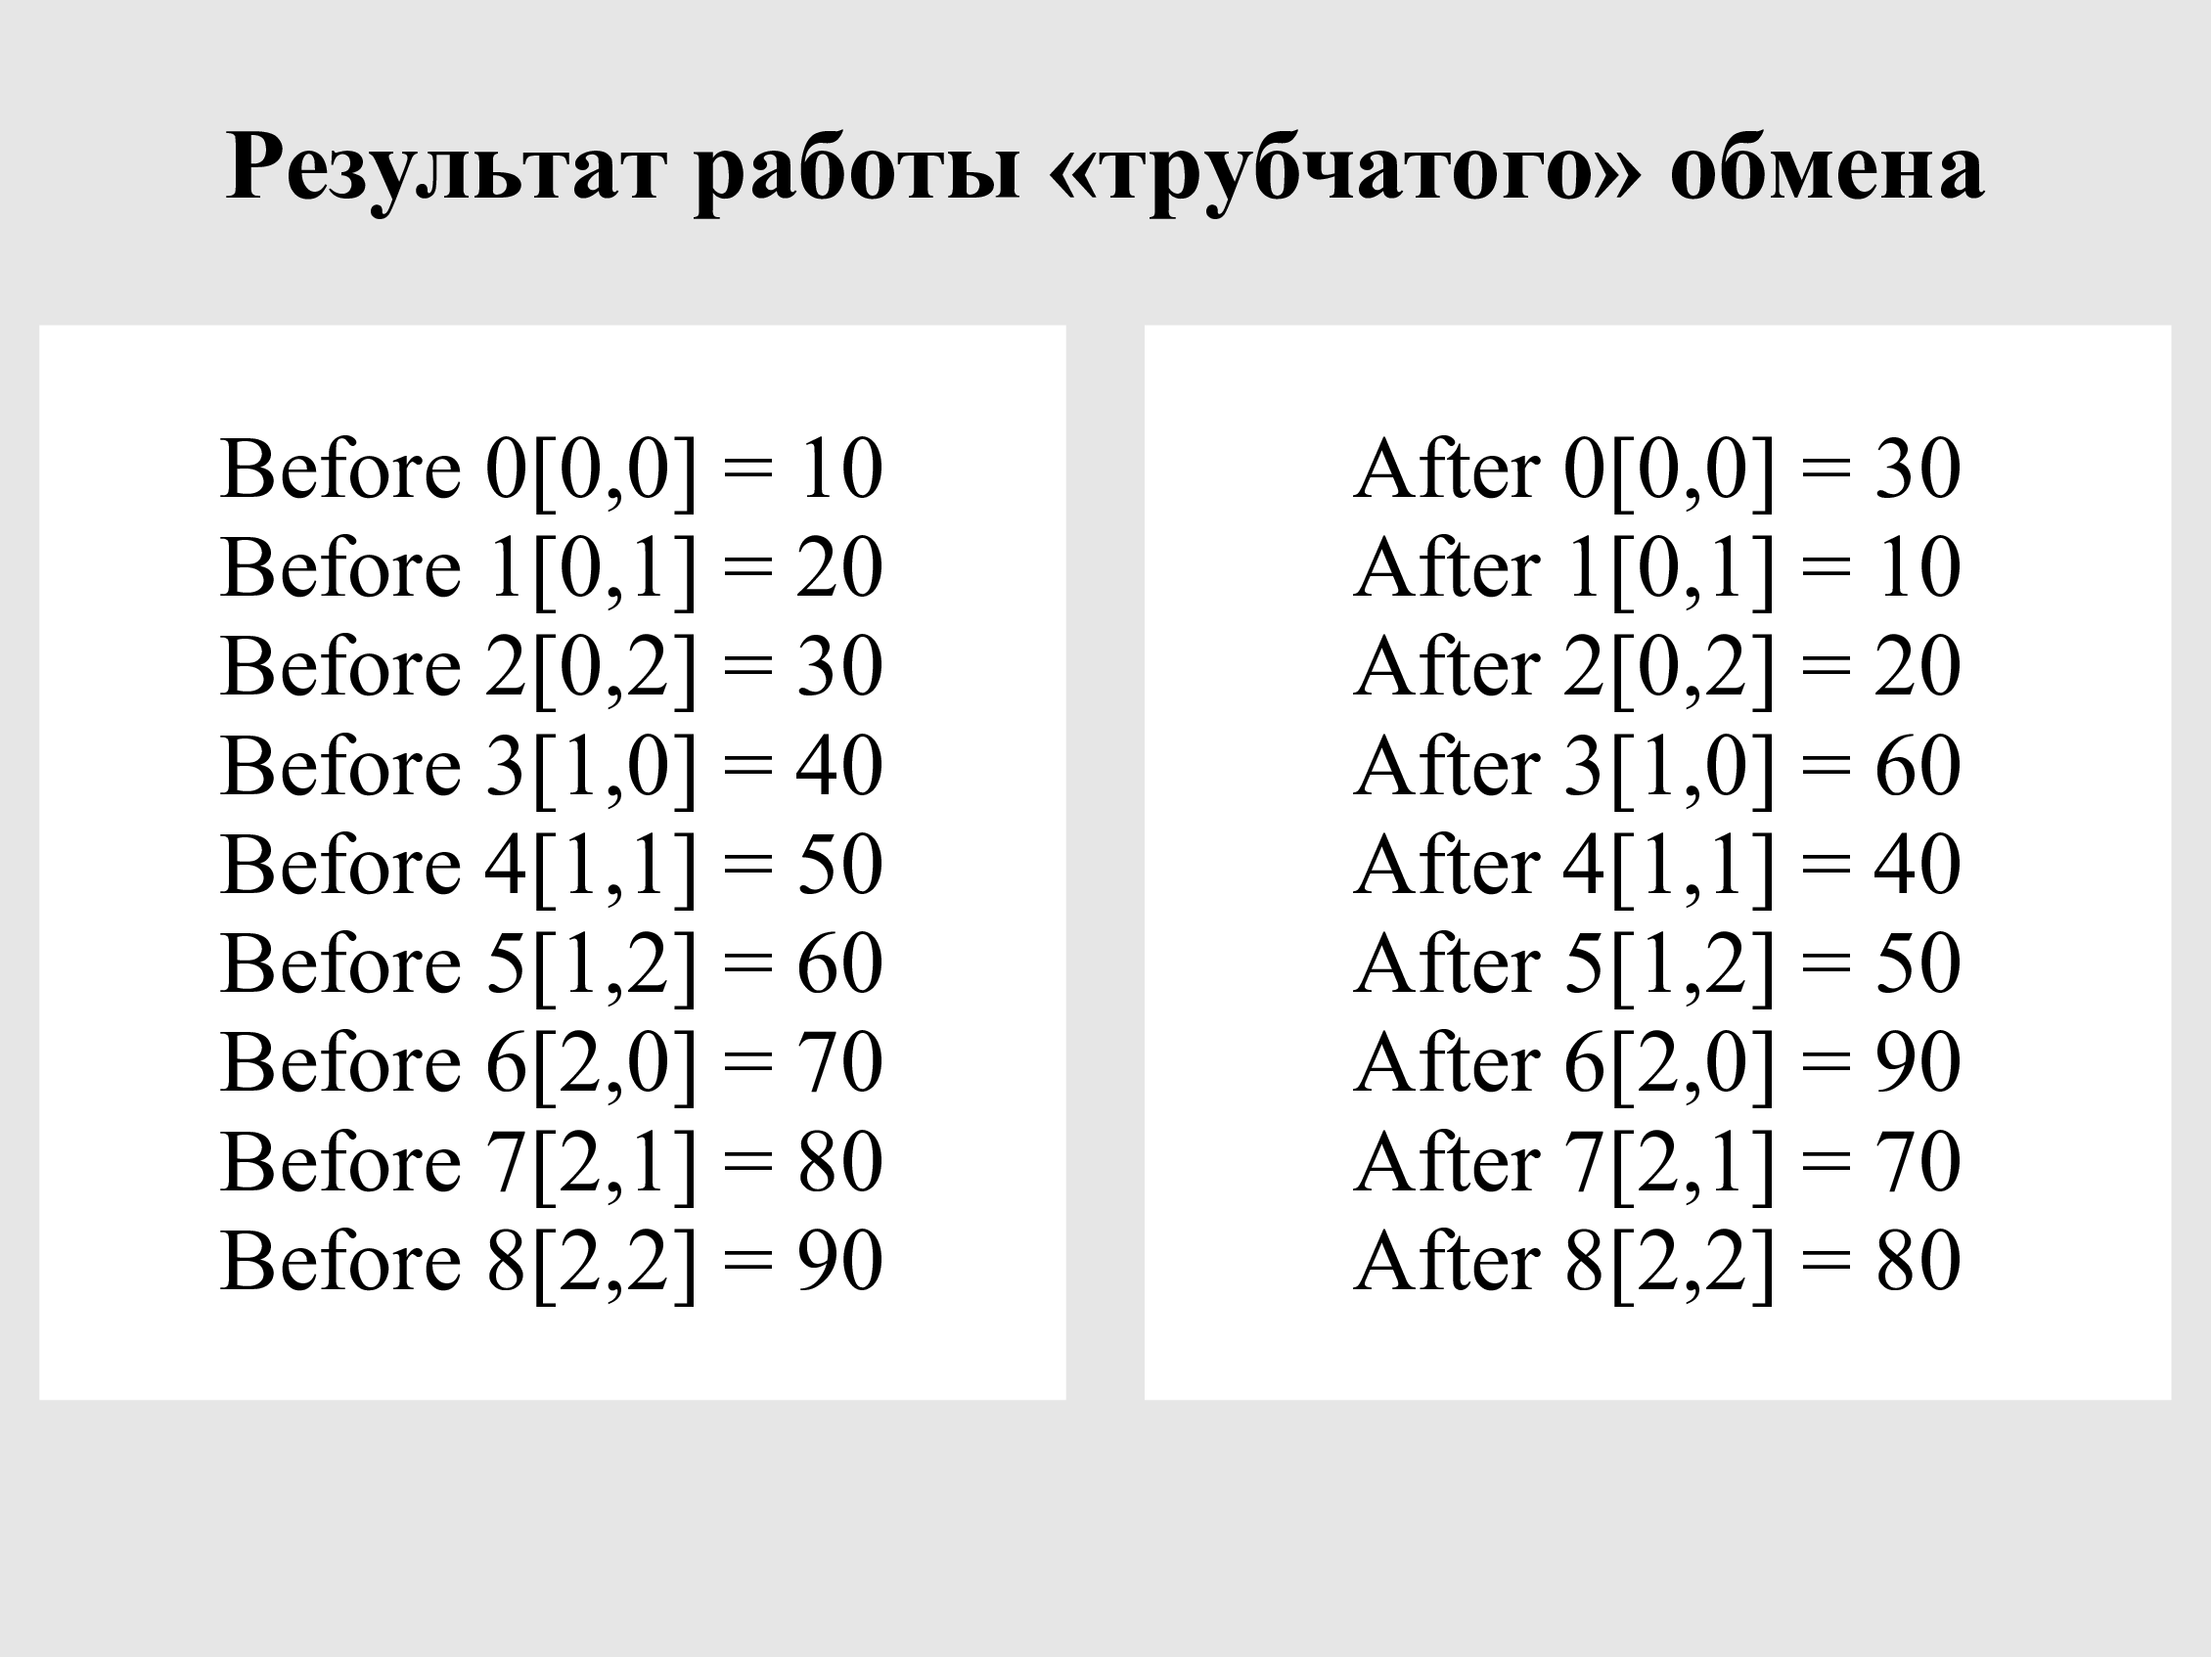 Результат работы «трубчатого» обмена
Before 0[0,0] = 10
Before 1[0,1] = 20
Before 2[0,2] = 30
Before 3[1,0] = 40
Before 4[1,1] = 50
Before 5[1,2] = 60
Before 6[2,0] = 70
Before 7[2,1] = 80
Before 8[2,2] = 90
After 0[0,0] = 30
After 1[0,1] = 10
After 2[0,2] = 20
After 3[1,0] = 60
After 4[1,1] = 40
After 5[1,2] = 50
After 6[2,0] = 90
After 7[2,1] = 70
After 8[2,2] = 80